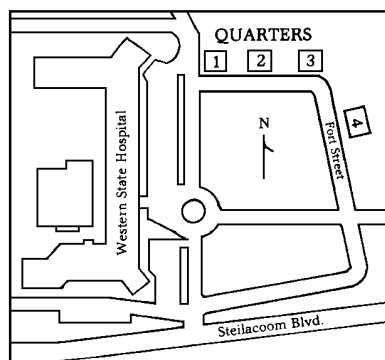 QUARTERS
1
2
3
4
N
Fort Street
Western State Hospital
Steilacoom Blvd.